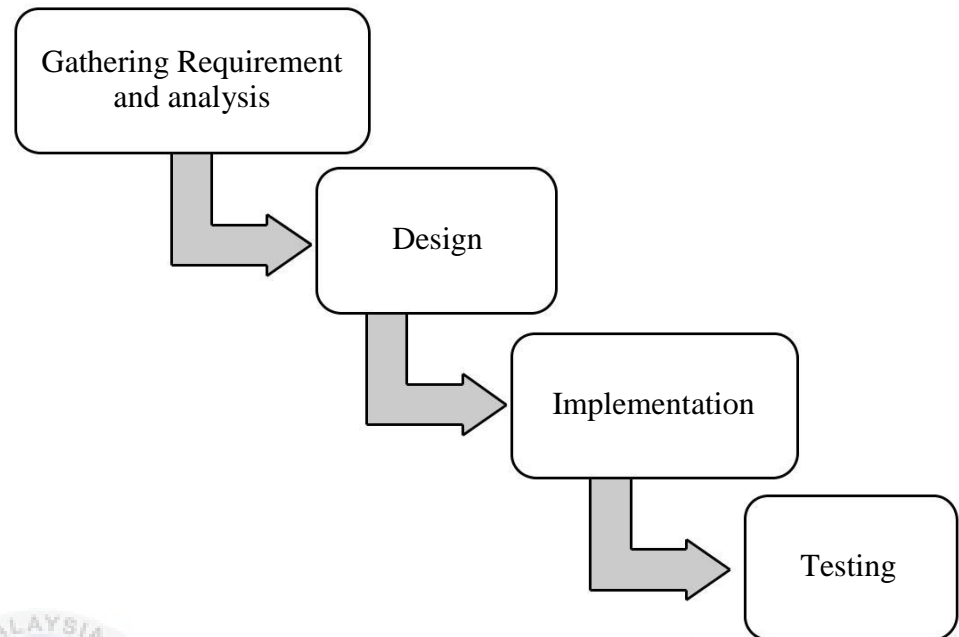 Gathering Requirement
and analysis
Design
Implementation
Testing